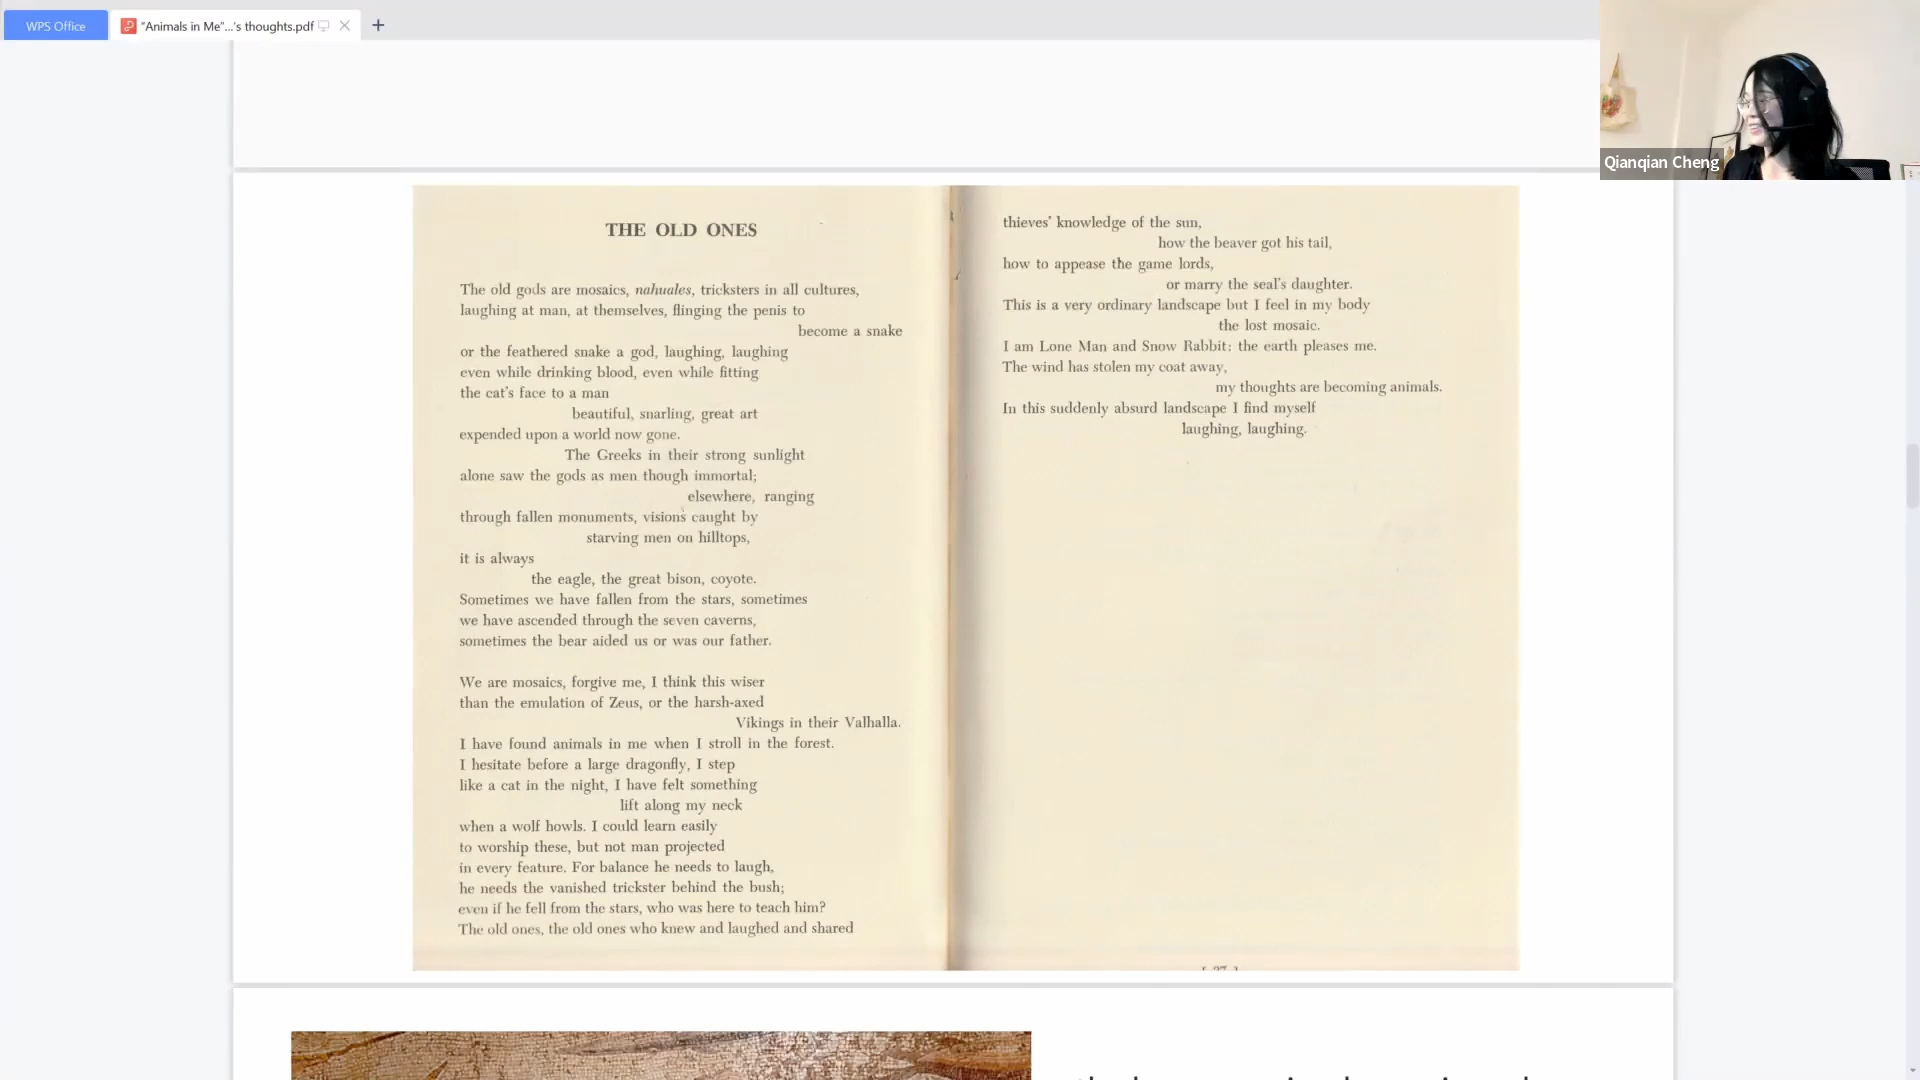 WPS Office
"Animals in Me"...'s thoughts.pdf
Qianqian Cheng
THE OLD ONES
The old gods are mosaics, nahuales, tricksters in all cultures,
laughing at man, at themselves, flinging the penis to
become a snake
or the feathered snake a god, laughing, laughing
even while drinking blood, even while fitting
the cat's face to a man
beautiful, snarling, great art
expended upon a world now gone.
The Greeks in their strong sunlight
alone saw the gods as men though immortal;
elsewhere, ranging
through fallen monuments, visions caught by
starving men on hilltops,
it is always
the eagle, the great bison, coyote.
Sometimes we have fallen from the stars, sometimes
we have ascended through the seven caverns,
sometimes the bear aided us or was our father.
We are mosaics, forgive me, I think this wiser
than the emulation of Zeus, or the harsh-axed
Vikings in their Valhalla.
I have found animals in me when I stroll in the forest.
I hesitate before a large dragonfly, I step
like a cat in the night, I have felt something
lift along my neck
when a wolf howls. I could learn easily
to worship these, but not man projected
in every feature. For balance he needs to laugh,
he needs the vanished trickster behind the bush;
even if he fell from the stars, who was here to teach him?
The old ones, the old ones who knew and laughed and shared
thieves' knowledge of the sun,
how the beaver got his tail,
how to appease the game lords,
or marry the seal's daughter.
This is a very ordinary landscape but I feel in my body
the lost mosaic.
I am Lone Man and Snow Rabbit: the earth pleases me.
The wind has stolen my coat away,
my thoughts are becoming animals.
In this suddenly absurd landscape I find myself
laughing, laughing.